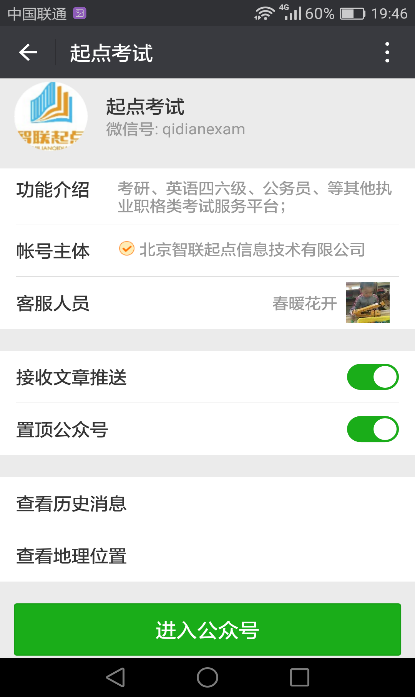 中国联通 4G 60% 19:46
起点考试
智联起点
起点考试
微信号: qidianexam
功能介绍 考研、英语四六级、公务员、等其他执
业职格类考试服务平台；
帐号主体 北京智联起点信息技术有限公司
客服人员 春暖花开
接收文章推送
置顶公众号
查看历史消息
查看地理位置
进入公众号